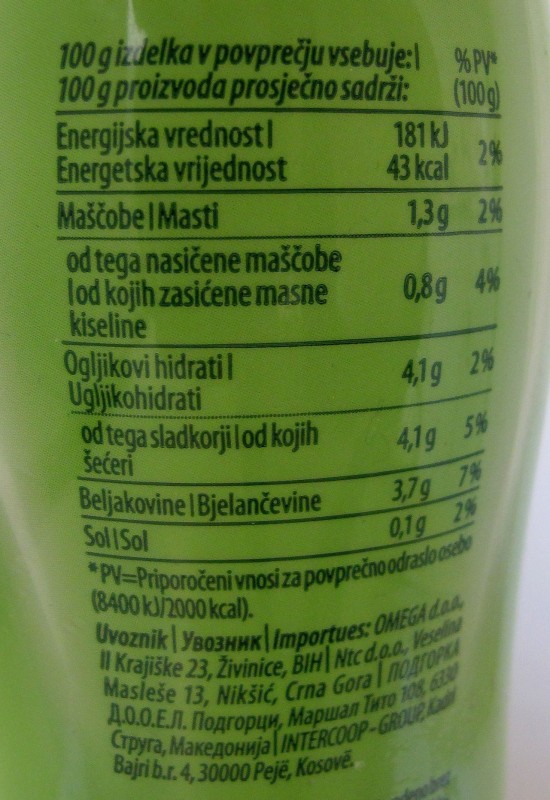 100 g izdelka v povprečju vsebuje:| % PV*
100 g proizvoda prosječno sadrži: (100 g)
Energijska vrednost | 181 kJ
Energetska vrijednost 43 kcal 2%
Maščobe | Masti 1,3 g 2%
od tega nasičene maščobe
| od kojih zasićene masne 0,8 g 4%
kiseline
Ogljikovi hidrati | 4,1 g 2%
Ugljikohidrati
od tega sladkorji | od kojih 4,1 g 5%
šećeri
Beljakovine | Bjelančevine 3,7 g 7%
Sol | Sol 0,1 g 2%
* PV=Priporočeni vnosi za povprečno odraslo osebo
(8400 kJ/2000 kcal).
Uvoznik | Увозник | Importues: OMEGA d.o.o.,
II Krajiške 23, Živinice, BIH | Ntc d.o.o., Veselina
Masleše 13, Nikšić, Crna Gora | ПОДГОРКА
Д.О.О.Е.Л. Подгорци, Маршал Тито 108, 6330
Струга, Македонија | INTERCOOP - GROUP, Kadri
Bajri b.r. 4, 30000 Pejë, Kosovë.